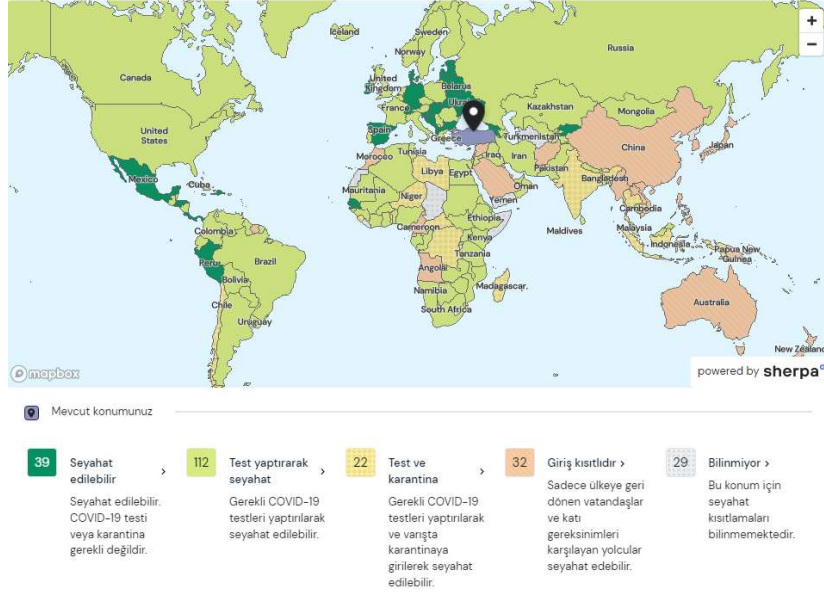 Iceland
Sweden
Norway
Russia
Canada
United
Kingdom
Belarus
Ukra
France
Kazakhstan
Mongolia
United
States
Spain
Greece
Turkmenistan
Japan
China
Morocco
Tunisia
Iraq
Iran
Pakistan
Libya
Egypt
Mexico
Cuba
Bangladesh
Oman
Mauritania
Niger
Yemen
Cambodia
Ethiopia
Colombia
Cameroon
Kenya
Maldives
Malaysia
Indonesia
Papua New
Guinea
Tanzania
Peru
Brazil
Angola
Bolivia
Madagascar
Namibia
Australia
Chile
South Africa
Uruguay
New Zealand
+
−
mapbox
powered by sherpa°
Mevcut konumunuz
39 Seyahat
edilebilir ›
Seyahat edilebilir.
COVID-19 testi
veya karantina
gerekli değildir.
112 Test yaptırarak
seyahat ›
Gerekli COVID-19
testleri yaptırılarak
seyahat edilebilir.
22 Test ve
karantina ›
Gerekli COVID-19
testleri yaptırılarak
ve varışta
karantinaya
girilerek seyahat
edilebilir.
32 Giriş kısıtlıdır ›
Sadece ülkeye geri
dönen vatandaşlar
ve katı
gereksinimleri
karşılayan yolcular
seyahat edebilir.
29 Bilinmiyor ›
Bu konum için
seyahat
kısıtlamaları
bilinmemektedir.